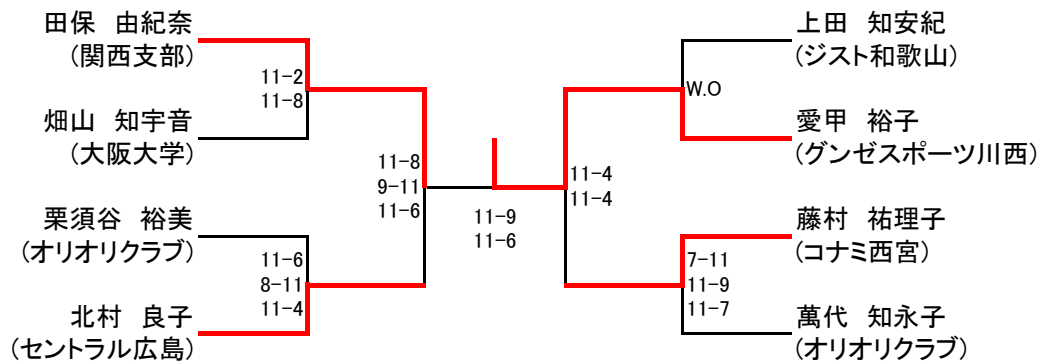 田保　由紀奈
(関西支部)
11-2
11-8
畑山　知宇音
(大阪大学)
11-8
9-11
11-6
栗須谷　裕美
(オリオリクラブ)
11-6
8-11
11-4
北村　良子
(セントラル広島)
11-9
11-6
上田　知安紀
(ジスト和歌山)
W.O
愛甲　裕子
(グンゼスポーツ川西)
11-4
11-4
藤村　祐理子
(コナミ西宮)
7-11
11-9
11-7
萬代　知永子
(オリオリクラブ)